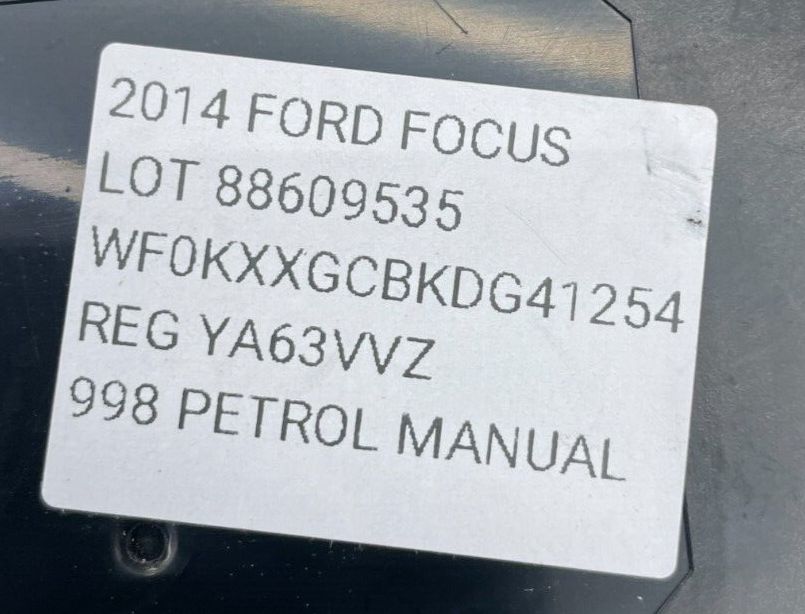 2014 FORD FOCUS
LOT 88609535
WF0KXXGCBKDG41254
REG YA63VVZ
998 PETROL MANUAL